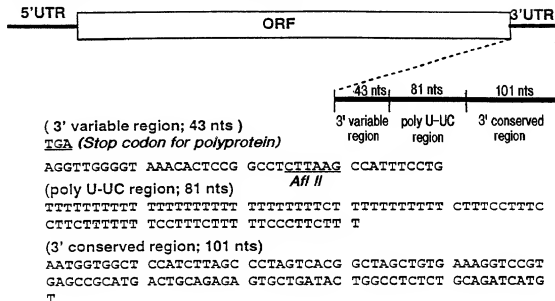 5'UTR ORF 3'UTR
43 nts 81 nts 101 nts
3' variable region poly U-UC region 3' conserved region
( 3' variable region; 43 nts )
TGA (Stop codon for polyprotein)
AGGTTGGGGT AAACACTCCG GCCTCTTAAG CCATTTCCTG
Afl II
(poly U-UC region; 81 nts)
TTTTTTTTTT TTTTTTTTTT TTTTTTTTCT TTTTTTTTTT CTTTCCTTTC
CTTCTTTTTT TCCTTTCTTT TTCCCTTCTT T
(3' conserved region; 101 nts)
AATGGTGGCT CCATCTTAGC CCTAGTCACG GCTAGCTGTG AAAGGTCCGT
GAGCCGCATG ACTGCAGAGA GTGCTGATAC TGGCCTCTCT GCAGATCATG
T